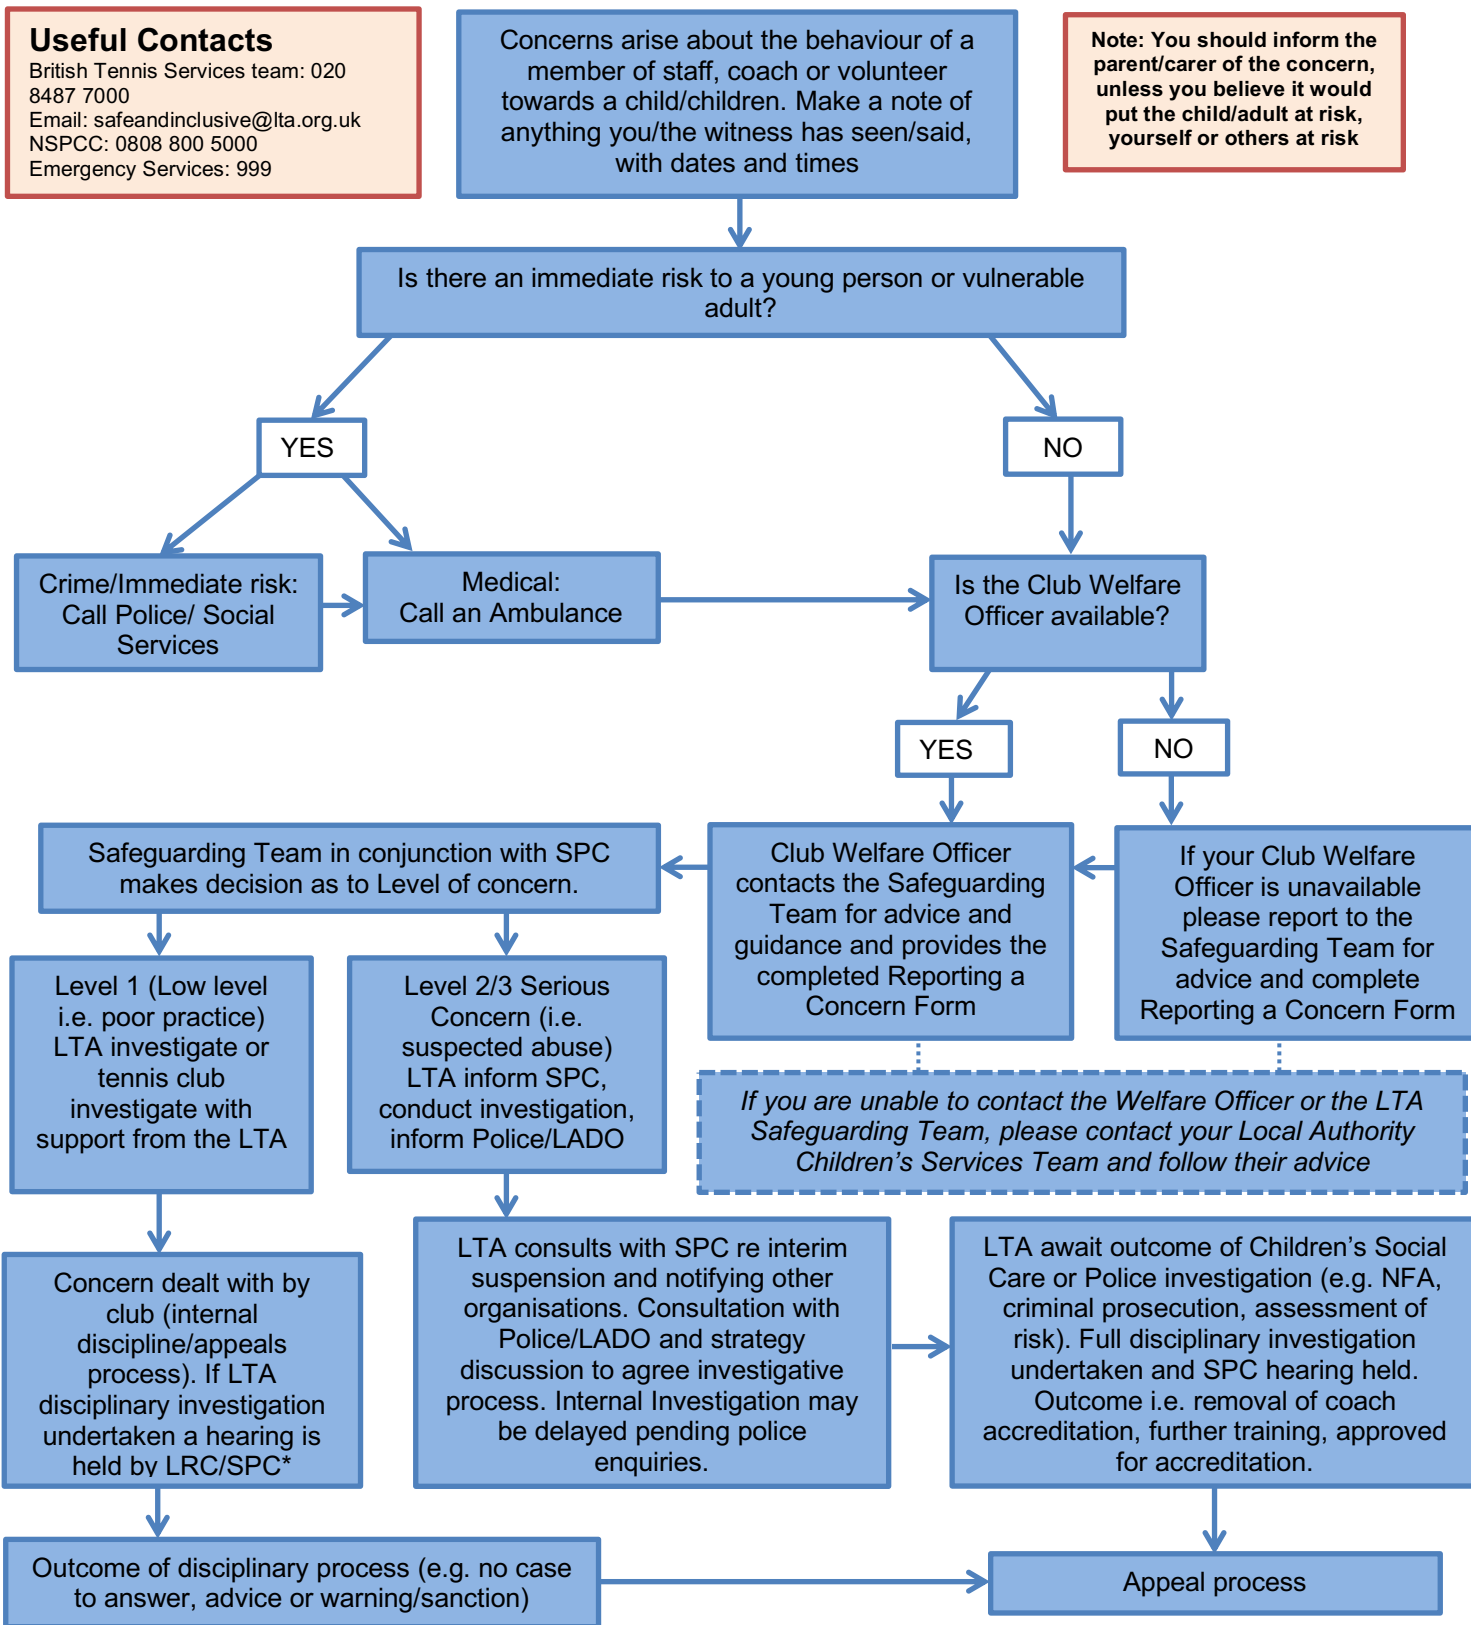 Useful Contacts
British Tennis Services team: 020
8487 7000
Email: safeandinclusive@lta.org.uk
NSPCC: 0808 800 5000
Emergency Services: 999
Concerns arise about the behaviour of a
member of staff, coach or volunteer
towards a child/children. Make a note of
anything you/the witness has seen/said,
with dates and times
Note: You should inform the
parent/carer of the concern,
unless you believe it would
put the child/adult at risk,
yourself or others at risk
Is there an immediate risk to a young person or vulnerable
adult?
YES
NO
Crime/Immediate risk:
Call Police/ Social
Services
Medical:
Call an Ambulance
Is the Club Welfare
Officer available?
YES
NO
Safeguarding Team in conjunction with SPC
makes decision as to Level of concern.
Club Welfare Officer
contacts the Safeguarding
Team for advice and
guidance and provides the
completed Reporting a
Concern Form
If your Club Welfare
Officer is unavailable
please report to the
Safeguarding Team for
advice and complete
Reporting a Concern Form
Level 1 (Low level
i.e. poor practice)
LTA investigate or
tennis club
investigate with
support from the LTA
Level 2/3 Serious
Concern (i.e.
suspected abuse)
LTA inform SPC,
conduct investigation,
inform Police/LADO
If you are unable to contact the Welfare Officer or the LTA
Safeguarding Team, please contact your Local Authority
Children's Services Team and follow their advice
Concern dealt with by
club (internal
discipline/appeals
process). If LTA
disciplinary investigation
undertaken a hearing is
held by LRC/SPC*
LTA consults with SPC re interim
suspension and notifying other
organisations. Consultation with
Police/LADO and strategy
discussion to agree investigative
process. Internal Investigation may
be delayed pending police
enquiries.
LTA await outcome of Children's Social
Care or Police investigation (e.g. NFA,
criminal prosecution, assessment of
risk). Full disciplinary investigation
undertaken and SPC hearing held.
Outcome i.e. removal of coach
accreditation, further training, approved
for accreditation.
Outcome of disciplinary process (e.g. no case
to answer, advice or warning/sanction)
Appeal process